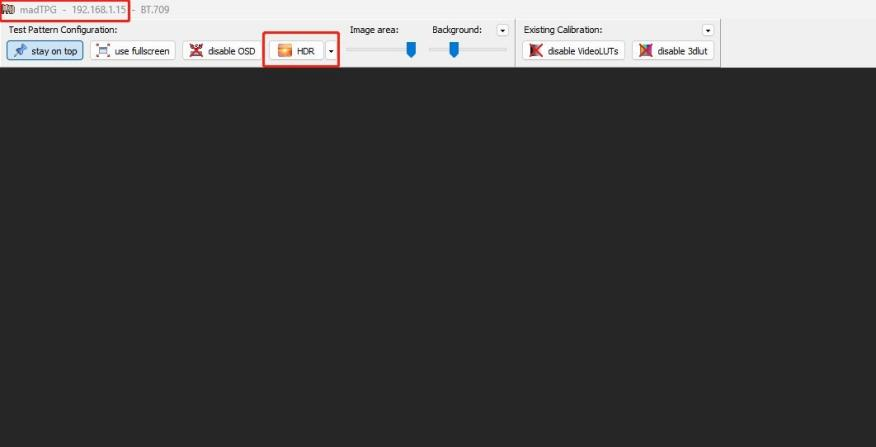 madTPG - 192.168.1.15 - BT.709
Test Pattern Configuration: Image area: Background: Existing Calibration:
stay on top use fullscreen disable OSD HDR disable VideoLUTs disable 3dlut